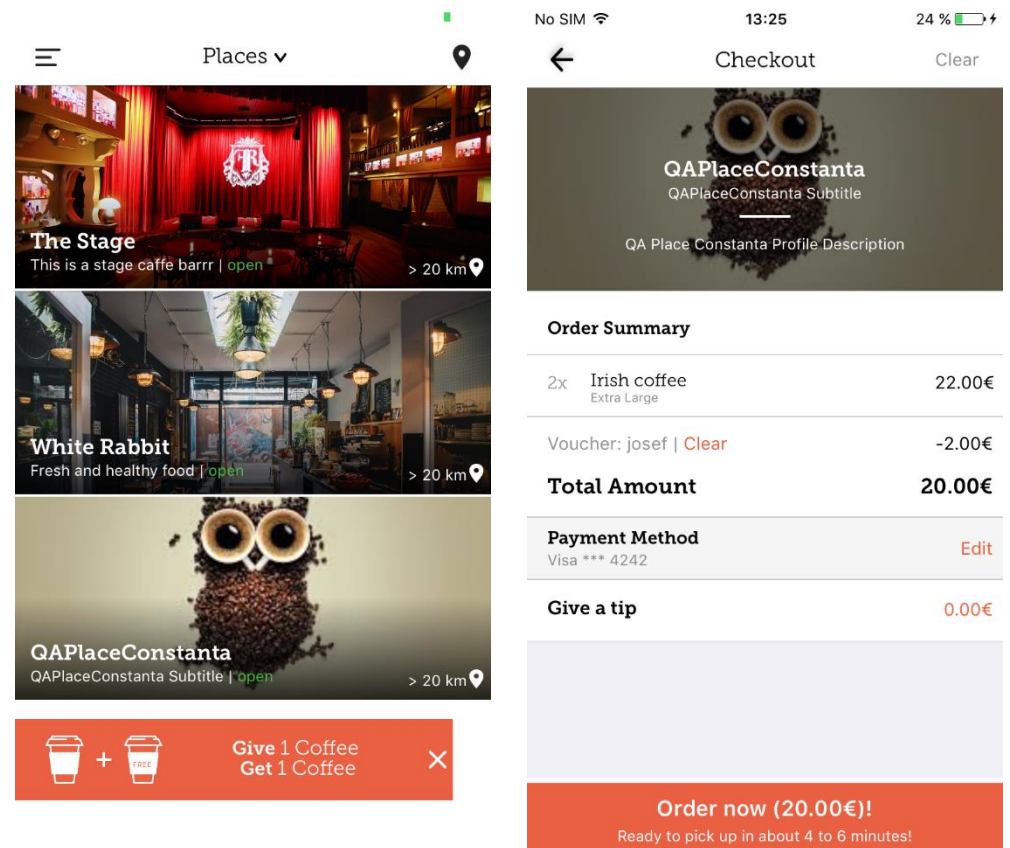 Places
The Stage
This is a stage caffe barrr | open
> 20 km
White Rabbit
Fresh and healthy food | open
> 20 km
QAPlaceConstanta
QAPlaceConstanta Subtitle | open
> 20 km
+
FREE
Give 1 Coffee
Get 1 Coffee
No SIM
13:25
24 %
Checkout
Clear
QAPlaceConstanta
QAPlaceConstanta Subtitle
QA Place Constanta Profile Description
Order Summary
2x Irish coffee 22.00€
Extra Large
Voucher: josef | Clear -2.00€
Total Amount 20.00€
Payment Method
Visa *** 4242
Edit
Give a tip 0.00€
Order now (20.00€)!
Ready to pick up in about 4 to 6 minutes!